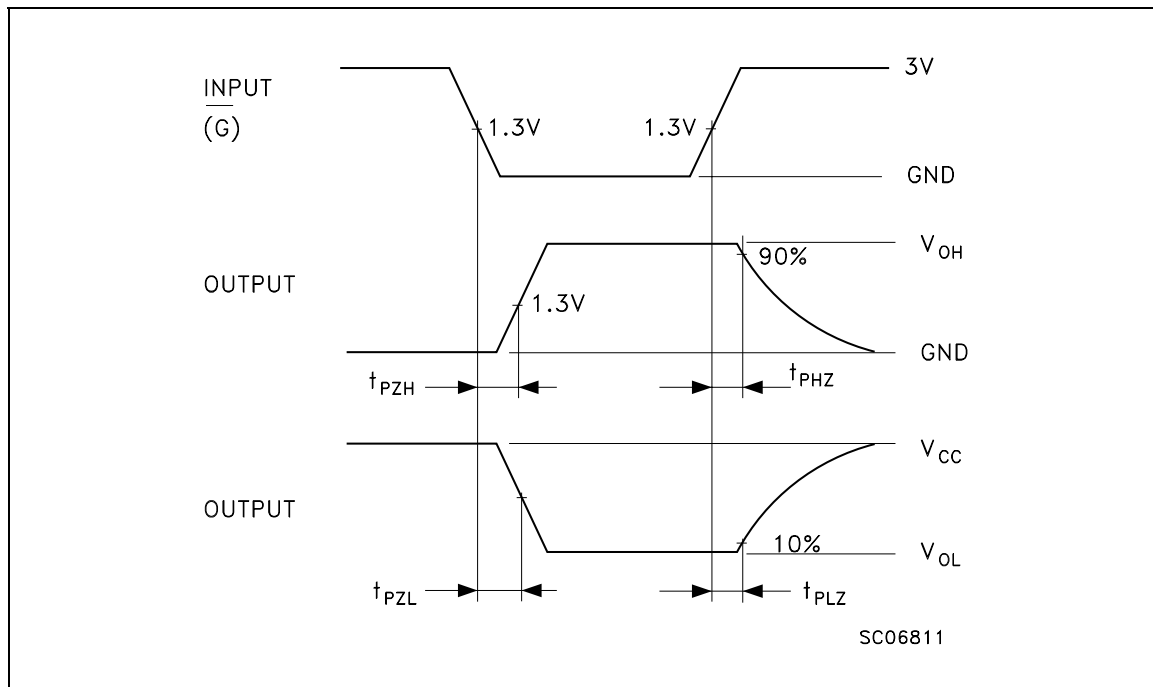 INPUT
(G)
1.3V
1.3V
3V
GND
OUTPUT
1.3V
90%
VOH
GND
tPZH
tPHZ
OUTPUT
VCC
10%
VOL
tPZL
tPLZ
SC06811